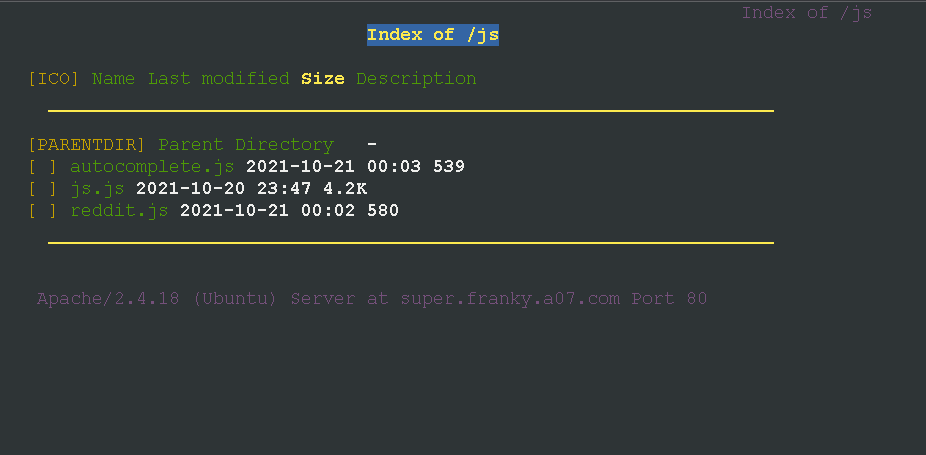 Index of /js
Index of /js
[ICO] Name Last modified Size Description
[PARENTDIR] Parent Directory -
[ ] autocomplete.js 2021-10-21 00:03 539
[ ] js.js 2021-10-20 23:47 4.2K
[ ] reddit.js 2021-10-21 00:02 580
Apache/2.4.18 (Ubuntu) Server at super.franky.a07.com Port 80